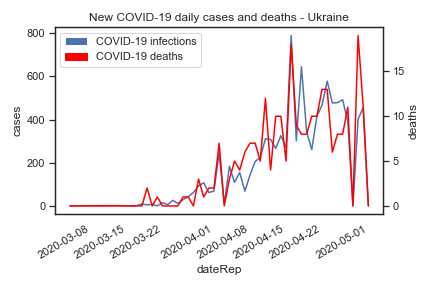 New COVID-19 daily cases and deaths - Ukraine
COVID-19 infections
COVID-19 deaths
800
600
400
200
0
cases
15
10
5
0
deaths
2020-03-08
2020-03-15
2020-03-22
2020-04-01
2020-04-08
2020-04-15
2020-04-22
2020-05-01
dateRep